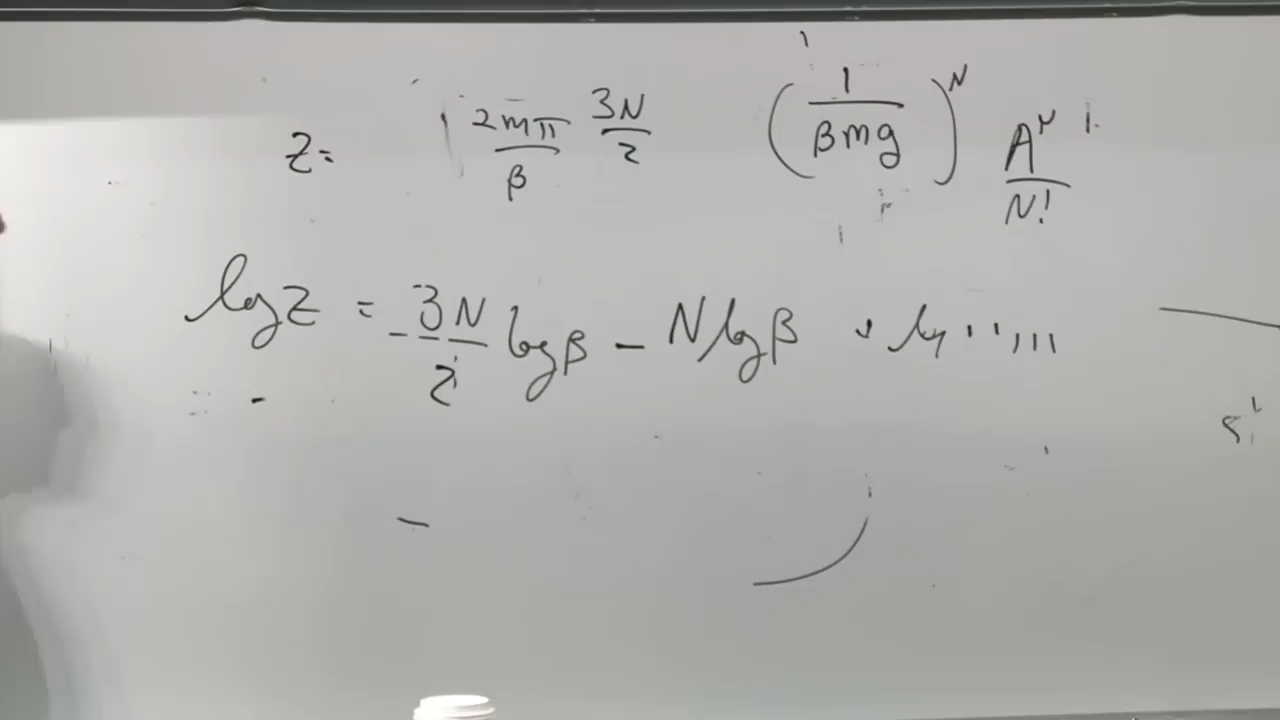 Z = (2mπ/β)^{3N/2} (1/βmg)^N A^N/N!
log Z = -3N/2 log β - N log β + log .....